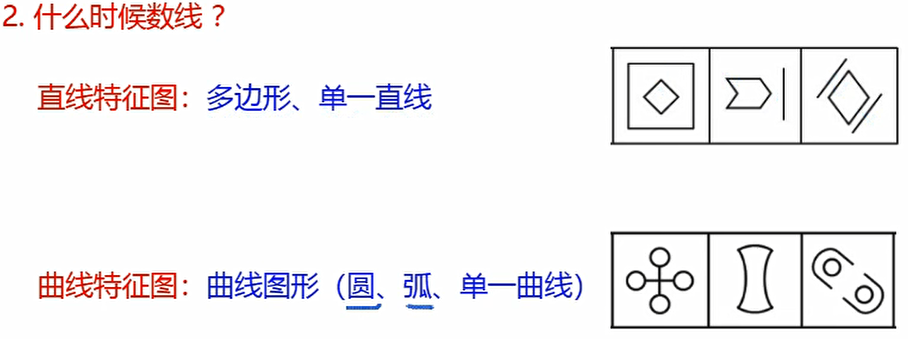 2. 什么时候数线？
直线特征图：多边形、单一直线
曲线特征图：曲线图形（圆、弧、单一曲线）